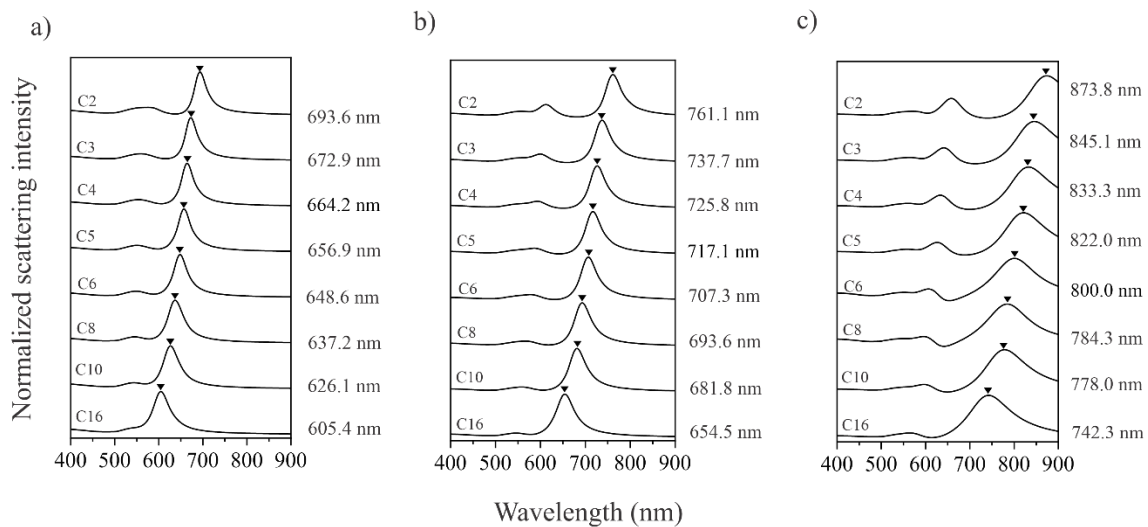 a)
C2
693.6 nm
C3
672.9 nm
C4
664.2 nm
C5
656.9 nm
C6
648.6 nm
C8
637.2 nm
C10
626.1 nm
C16
605.4 nm
400 500 600 700 800 900
b)
C2
761.1 nm
C3
737.7 nm
C4
725.8 nm
C5
717.1 nm
C6
707.3 nm
C8
693.6 nm
C10
681.8 nm
C16
654.5 nm
400 500 600 700 800 900
c)
C2
873.8 nm
C3
845.1 nm
C4
833.3 nm
C5
822.0 nm
C6
800.0 nm
C8
784.3 nm
C10
778.0 nm
C16
742.3 nm
400 500 600 700 800 900
Normalized scattering intensity
Wavelength (nm)